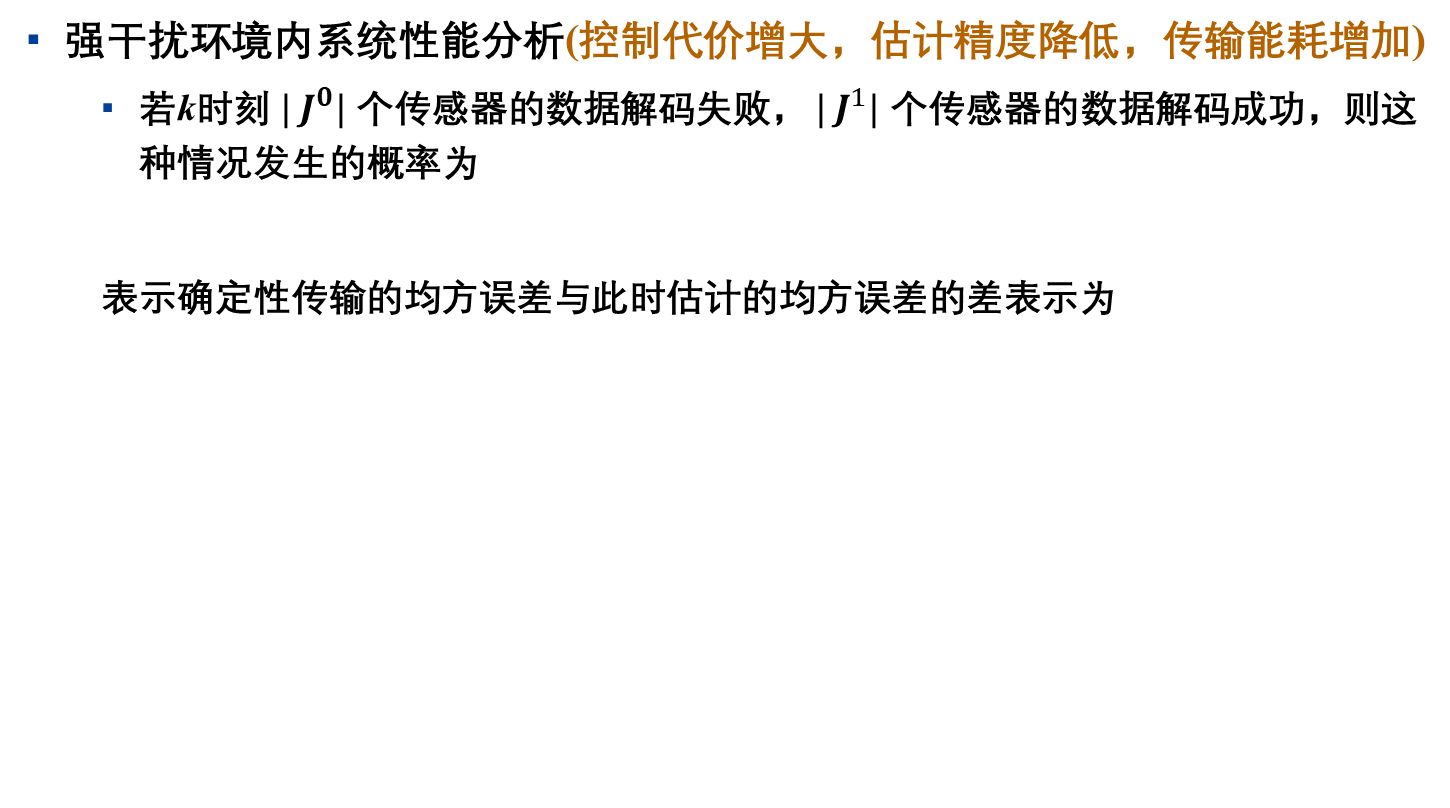 ▪ 强干扰环境内系统性能分析(控制代价增大，估计精度降低，传输能耗增加)
▪ 若k时刻 |J⁰| 个传感器的数据解码失败，|J¹| 个传感器的数据解码成功，则这
种情况发生的概率为
表示确定性传输的均方误差与此时估计的均方误差的差表示为